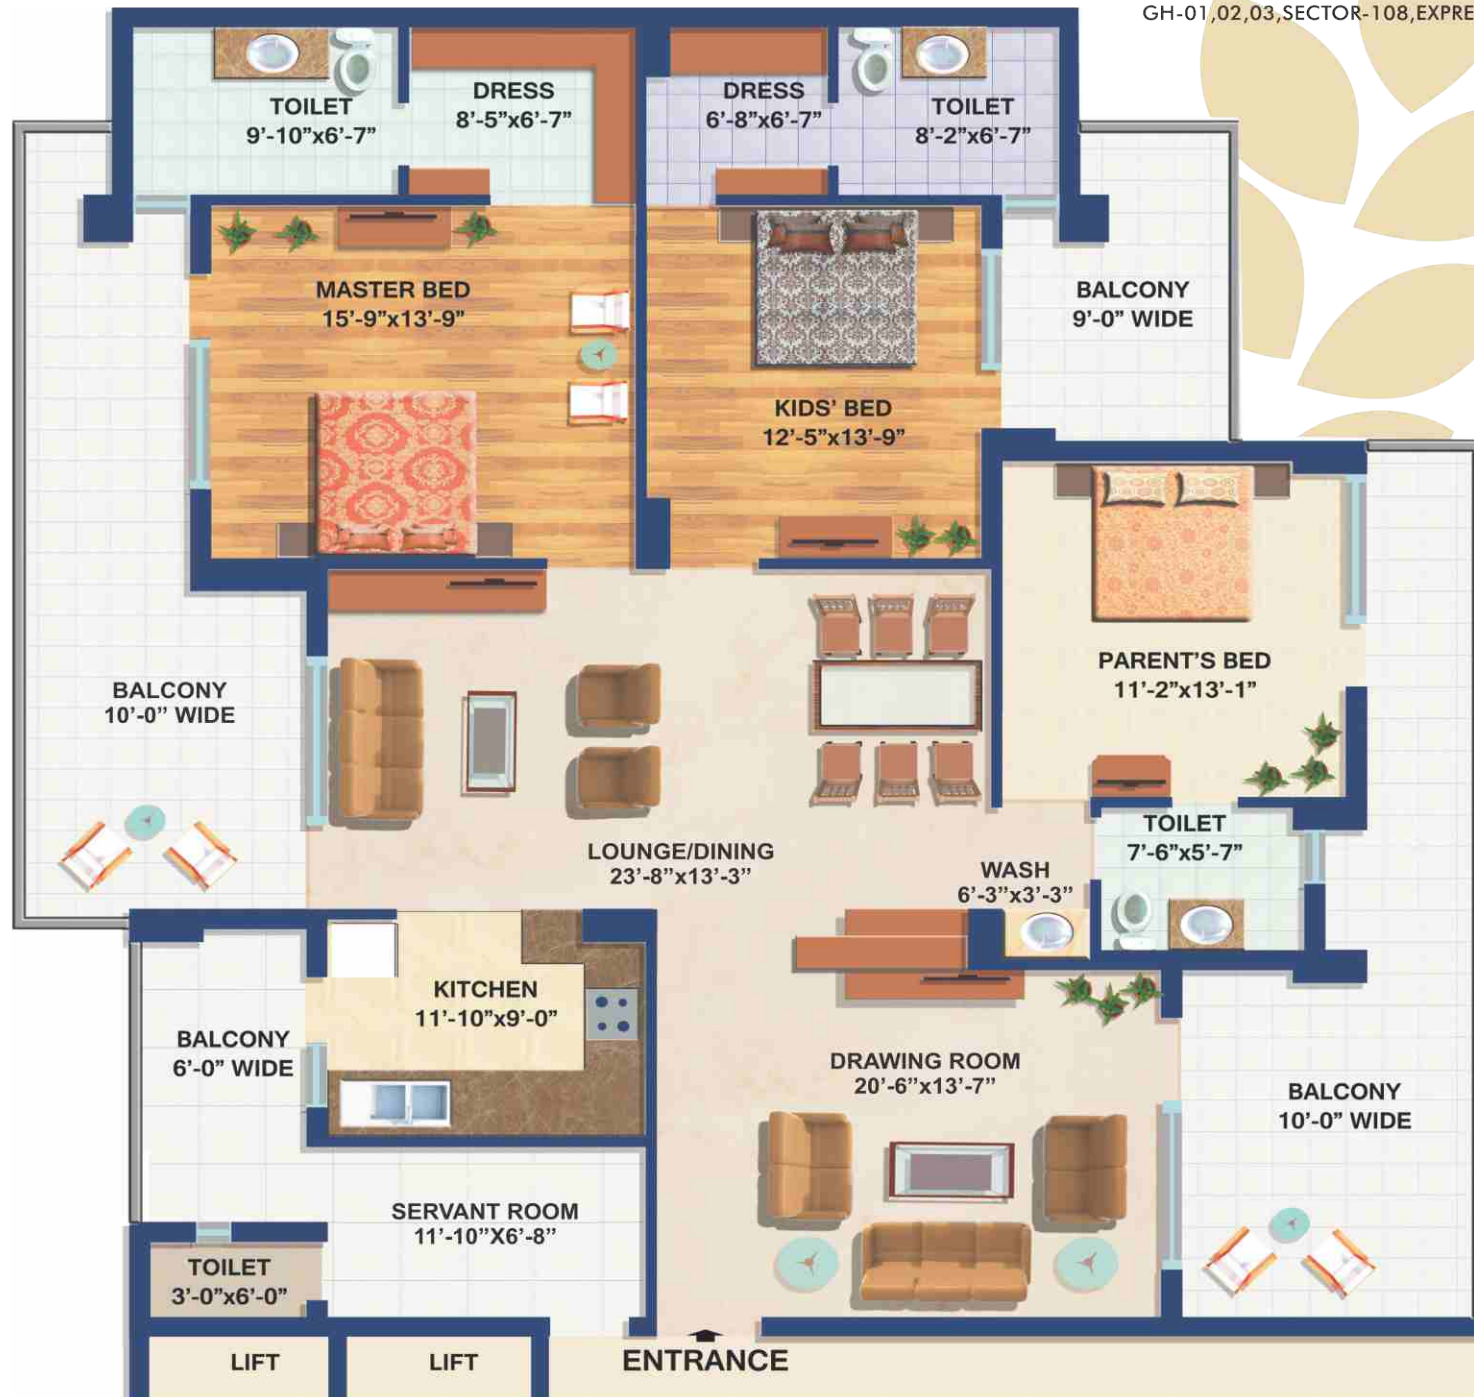 GH-01,02,03,SECTOR-108,EXPRE
TOILET
9’-10”x6’-7”
DRESS
8’-5”x6’-7”
DRESS
6’-8”x6’-7”
TOILET
8’-2”x6’-7”
MASTER BED
15’-9”x13’-9”
BALCONY
9’-0” WIDE
KIDS’ BED
12’-5”x13’-9”
PARENT'S BED
11’-2”x13’-1”
BALCONY
10’-0” WIDE
TOILET
7’-6”x5’-7”
LOUNGE/DINING
23’-8”x13’-3”
WASH
6’-3”x3’-3”
KITCHEN
11’-10”x9’-0”
BALCONY
6’-0” WIDE
DRAWING ROOM
20’-6”x13’-7”
BALCONY
10’-0” WIDE
SERVANT ROOM
11’-10”X6’-8”
TOILET
3’-0”x6’-0”
LIFT
LIFT
ENTRANCE